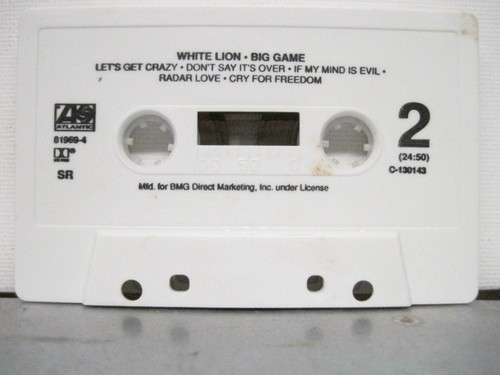 WHITE LION • BIG GAME
LET'S GET CRAZY • DON'T SAY IT'S OVER • IF MY MIND IS EVIL •
RADAR LOVE • CRY FOR FREEDOM
ATLANTIC
81969-4
SR
2
(24:50)
C-130143
Mfd. for BMG Direct Marketing, Inc. under License